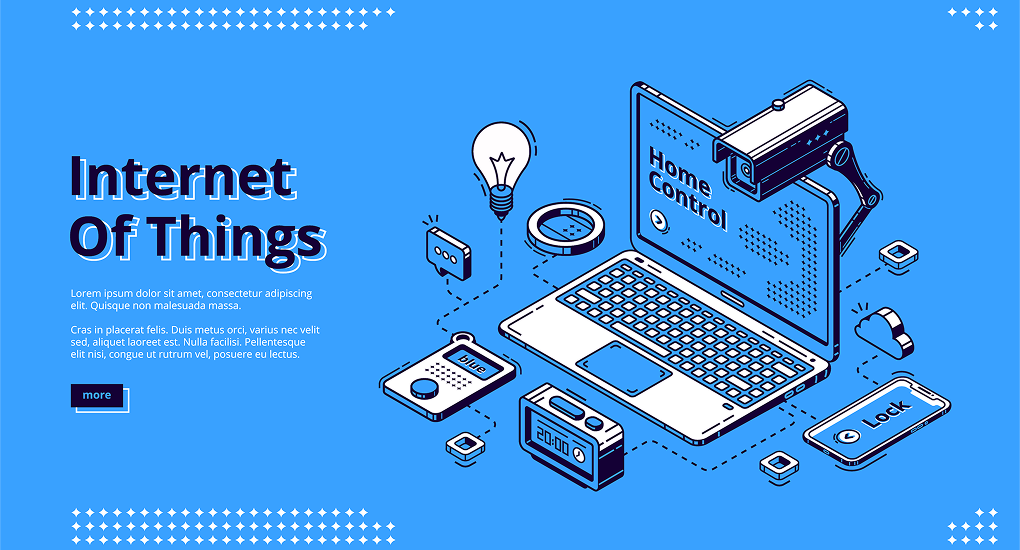 Internet
Of Things
Lorem ipsum dolor sit amet, consectetur adipiscing
elit. Quisque non malesuada massa.
Cras in placerat felis. Duis metus orci, varius nec velit
sed, aliquet laoreet est. Nulla facilisi. Pellentesque
elit nisi, congue ut rutrum vel, posuere eu lectus.
more
Home
Control
blue
20:00
Lock